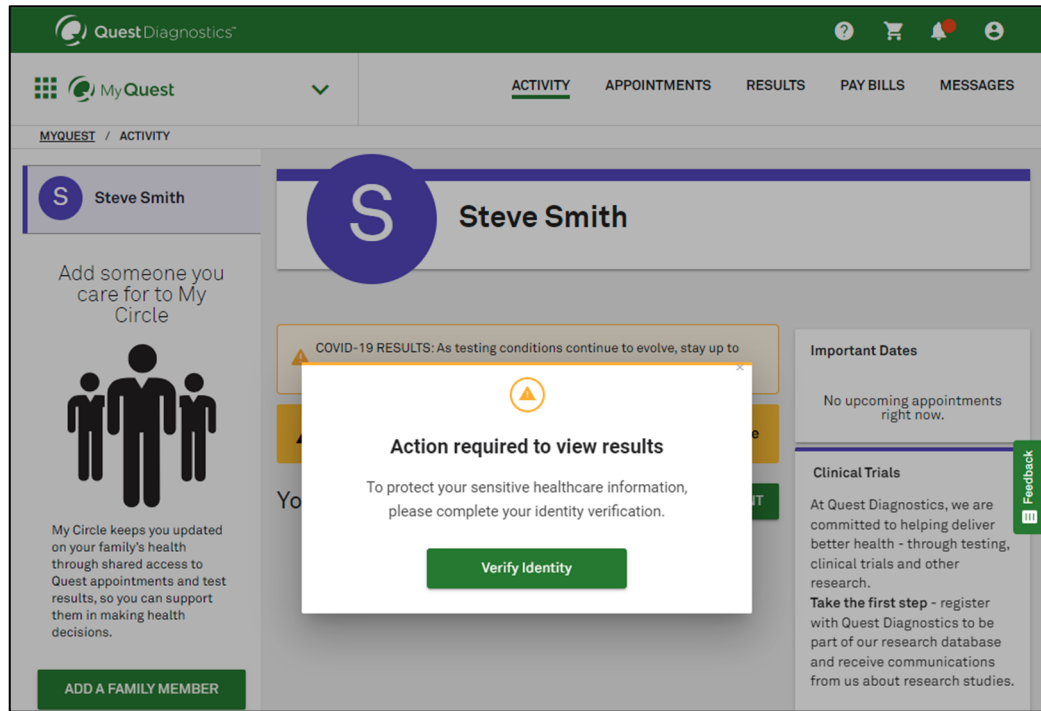 Quest Diagnostics™
MyQuest
ACTIVITY APPOINTMENTS RESULTS PAY BILLS MESSAGES
MYQUEST / ACTIVITY
S Steve Smith
S Steve Smith
Add someone you
care for to My
Circle
My Circle keeps you updated
on your family's health
through shared access to
Quest appointments and test
results, so you can support
them in making health
decisions.
ADD A FAMILY MEMBER
COVID-19 RESULTS: As testing conditions continue to evolve, stay up to
Action required to view results
To protect your sensitive healthcare information,
please complete your identity verification.
Verify Identity
Important Dates
No upcoming appointments
right now.
Clinical Trials
At Quest Diagnostics, we are
committed to helping deliver
better health - through testing,
clinical trials and other
research.
Take the first step - register
with Quest Diagnostics to be
part of our research database
and receive communications
from us about research studies.
Feedback